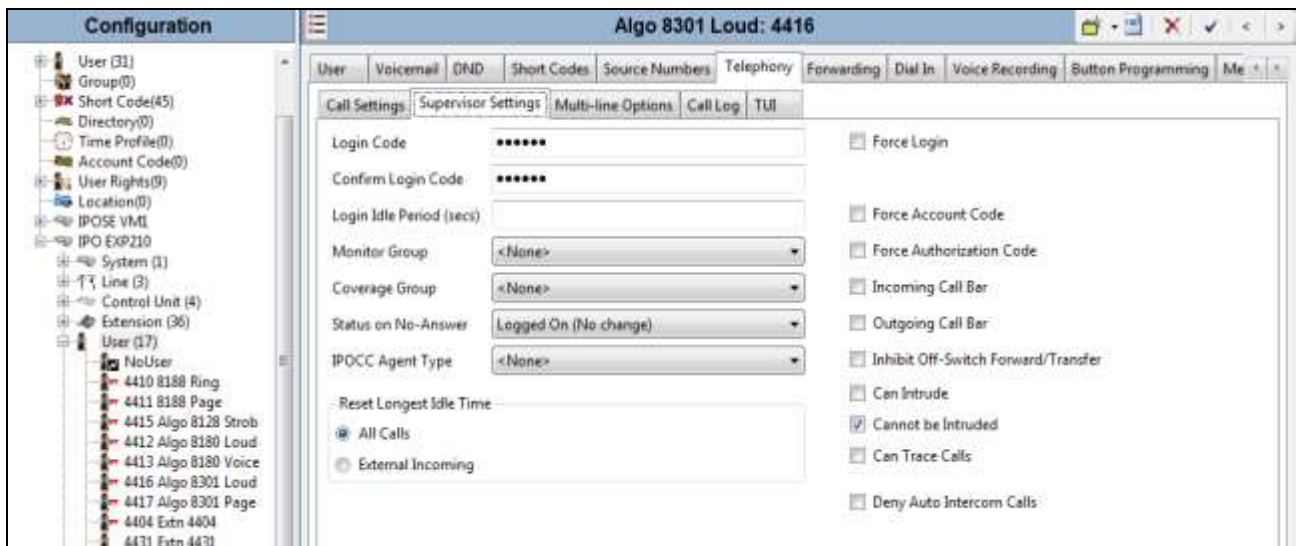 Configuration
Algo 8301 Loud: 4416
User (31)
Group(0)
Short Code(45)
Directory(0)
Time Profile(0)
Account Code(0)
User Rights(9)
Location(0)
IPOSE VM1
IPO EXP210
System (1)
Line (3)
Control Unit (4)
Extension (36)
User (17)
NoUser
4410 8188 Ring
4411 8188 Page
4415 Algo 8128 Strob
4412 Algo 8180 Loud
4413 Algo 8180 Voice
4416 Algo 8301 Loud
4417 Algo 8301 Page
4404 Extn 4404
4431 Extn 4431
User Voicemail DND Short Codes Source Numbers Telephony Forwarding Dial In Voice Recording Button Programming Me
Call Settings Supervisor Settings Multi-line Options Call Log TUI
Login Code ●●●●●● Force Login
Confirm Login Code ●●●●●●
Login Idle Period (secs) Force Account Code
Monitor Group <None> Force Authorization Code
Coverage Group <None> Incoming Call Bar
Status on No-Answer Logged On (No change) Outgoing Call Bar
IPOCC Agent Type <None> Inhibit Off-Switch Forward/Transfer
Reset Longest Idle Time Can Intrude
All Calls Cannot be Intruded
External Incoming Can Trace Calls
Deny Auto Intercom Calls